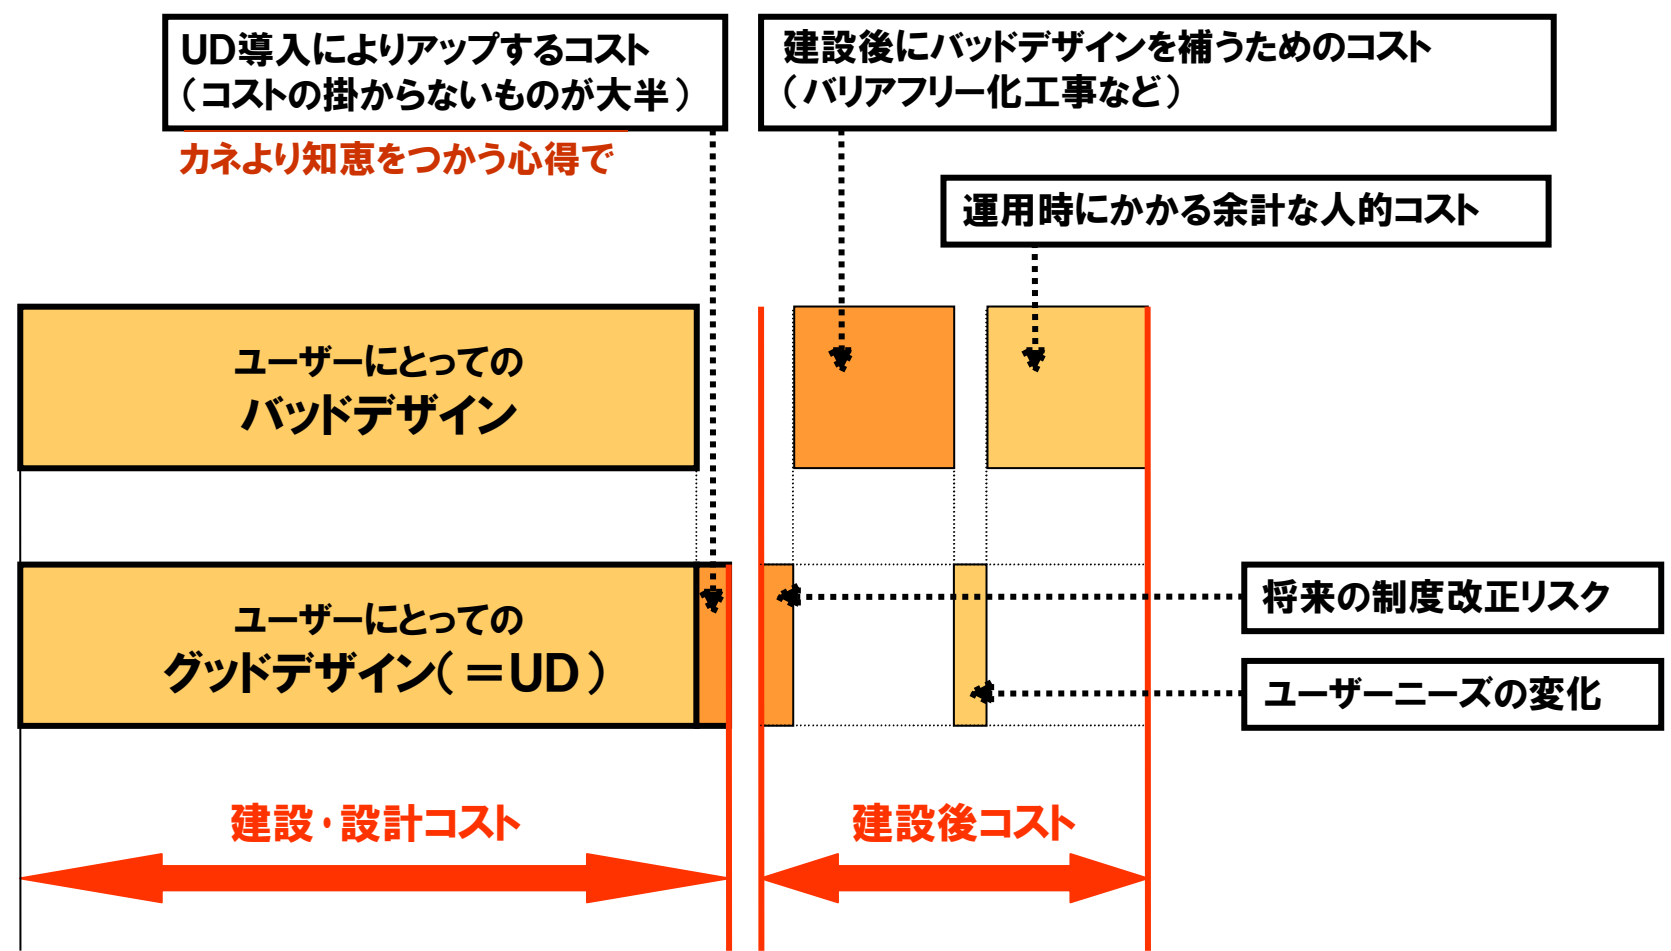 UD導入によりアップするコスト
（コストの掛からないものが大半）
カネより知恵をつかう心得で
建設後にバッドデザインを補うためのコスト
（バリアフリー化工事など）
運用時にかかる余計な人的コスト
ユーザーにとっての
バッドデザイン
ユーザーにとっての
グッドデザイン（＝UD）
将来の制度改正リスク
ユーザーニーズの変化
建設・設計コスト
建設後コスト